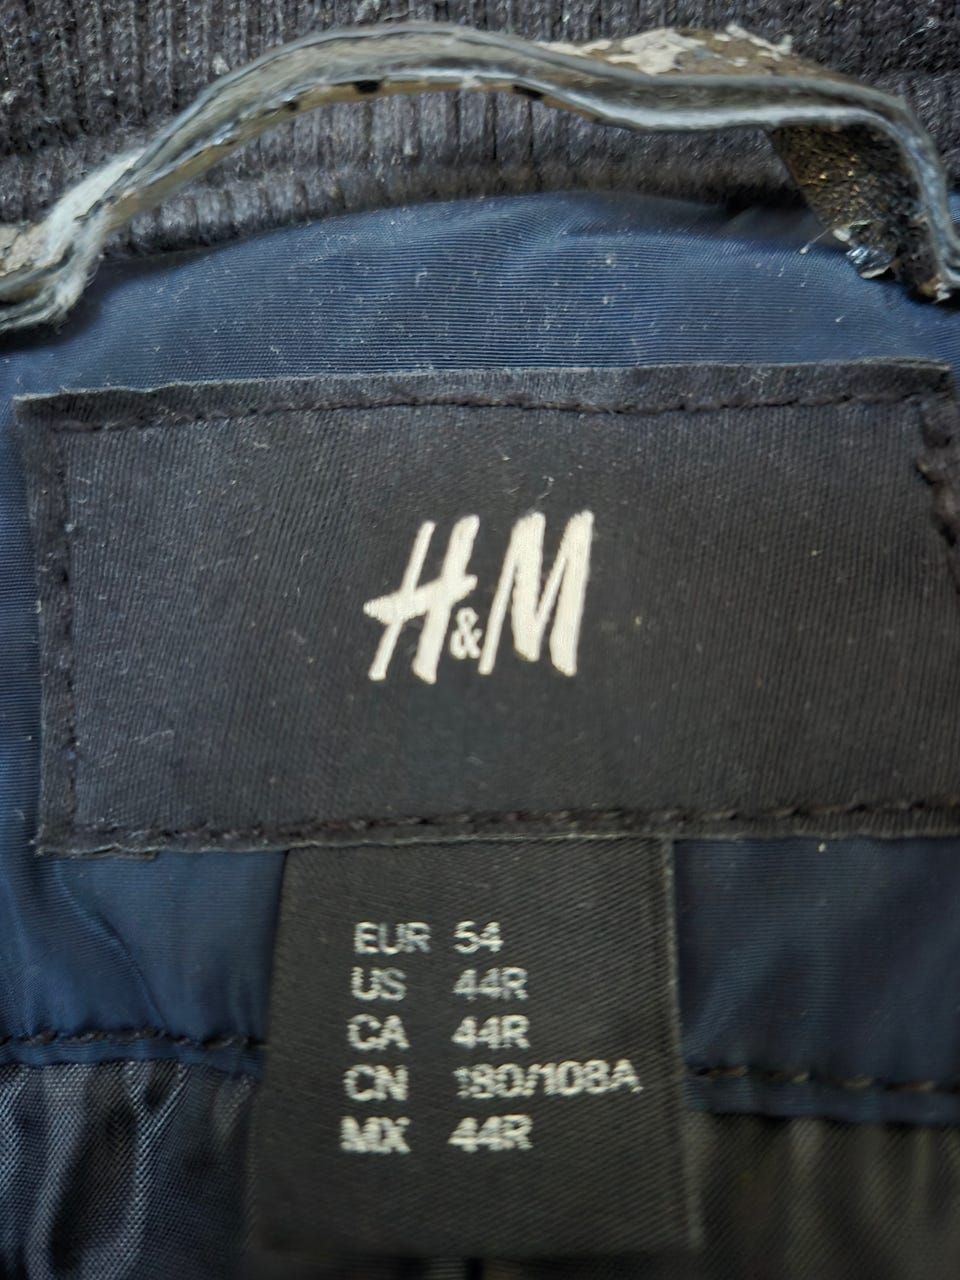 H&M
EUR 54
US 44R
CA 44R
CN 180/108A
MX 44R